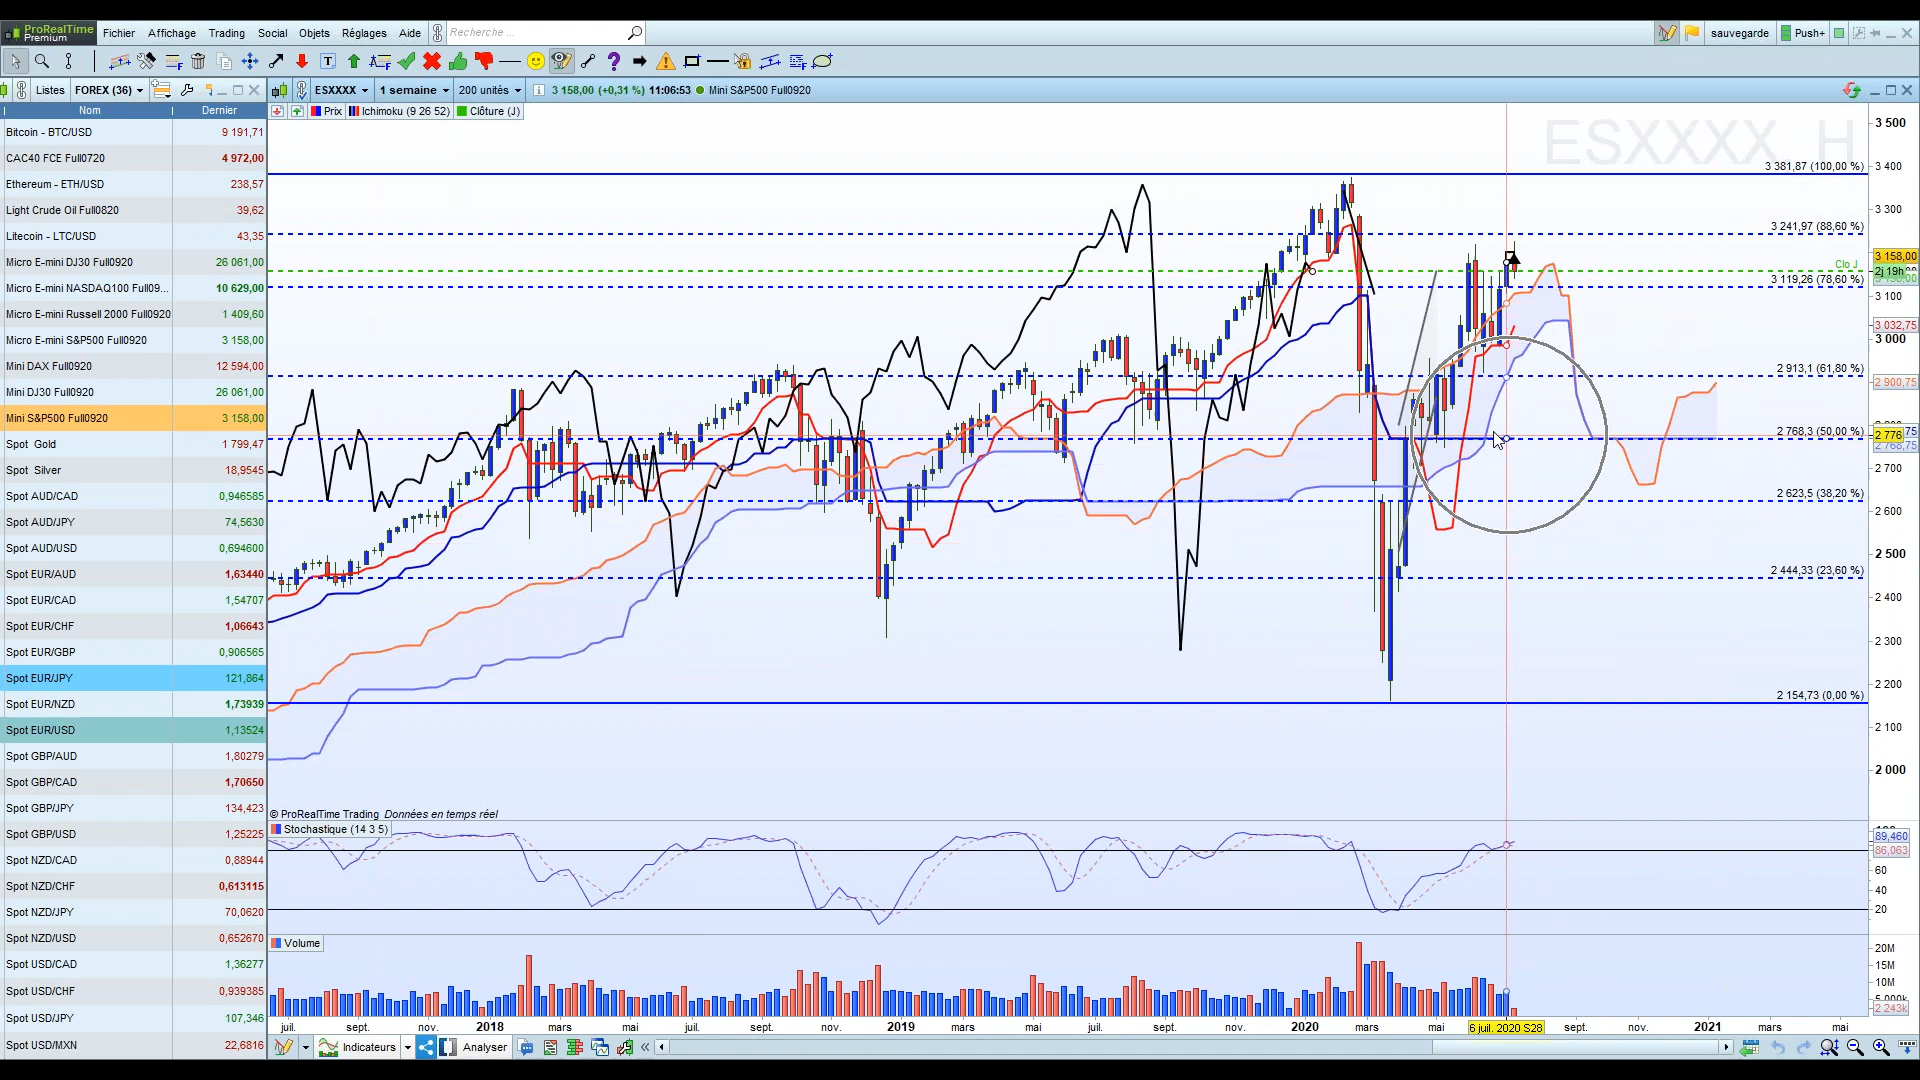 ProRealTime
Premium
Fichier Affichage Trading Social Objets Réglages Aide
Recherche ...
sauvegarde Push+
Listes FOREX (36)
ESXXXX 1 semaine 200 unités 3 158,00 (+0,31 %) 11:06:53 Mini S&P500 Full0920
Nom Dernier
Prix Ichimoku (9 26 52) Clôture (J)
Bitcoin - BTC/USD 9 191,71
CAC40 FCE Full0720 4 972,00
Ethereum - ETH/USD 238,57
Light Crude Oil Full0820 39,62
Litecoin - LTC/USD 43,35
Micro E-mini DJ30 Full0920 26 061,00
Micro E-mini NASDAQ100 Full09... 10 629,00
Micro E-mini Russell 2000 Full0920 1 409,60
Micro E-mini S&P500 Full0920 3 158,00
Mini DAX Full0920 12 594,00
Mini DJ30 Full0920 26 061,00
Mini S&P500 Full0920 3 158,00
Spot Gold 1 799,47
Spot Silver 18,9545
Spot AUD/CAD 0,946585
Spot AUD/JPY 74,5630
Spot AUD/USD 0,694600
Spot EUR/AUD 1,63440
Spot EUR/CAD 1,54707
Spot EUR/CHF 1,06643
Spot EUR/GBP 0,906565
Spot EUR/JPY 121,864
Spot EUR/NZD 1,73939
Spot EUR/USD 1,13524
Spot GBP/AUD 1,80279
Spot GBP/CAD 1,70650
Spot GBP/JPY 134,423
Spot GBP/USD 1,25225
Spot NZD/CAD 0,88944
Spot NZD/CHF 0,613115
Spot NZD/JPY 70,0620
Spot NZD/USD 0,652670
Spot USD/CAD 1,36277
Spot USD/CHF 0,939385
Spot USD/JPY 107,346
Spot USD/MXN 22,6816
ESXXXX H
3 381,87 (100,00 %)
3 241,97 (88,60 %)
Clo J
3 119,26 (78,60 %)
2 913,1 (61,80 %)
2 768,3 (50,00 %)
2 623,5 (38,20 %)
2 444,33 (23,60 %)
2 154,73 (0,00 %)
3 500
3 400
3 300
3 158,00
2j 19h
3 100
3 032,75
3 000
2 900,75
2 776
2 700
2 600
2 500
2 400
2 300
2 200
2 100
2 000
© ProRealTime Trading Données en temps réel
Stochastique (14 3 5)
89,460
86,063
60
40
20
Volume
20M
15M
10M
2 243k
juil. sept. nov. 2018 mars mai juil. sept. nov. 2019 mars mai juil. sept. nov. 2020 mars mai 6 juil. 2020 S28 sept. nov. 2021 mars mai
Indicateurs Analyser